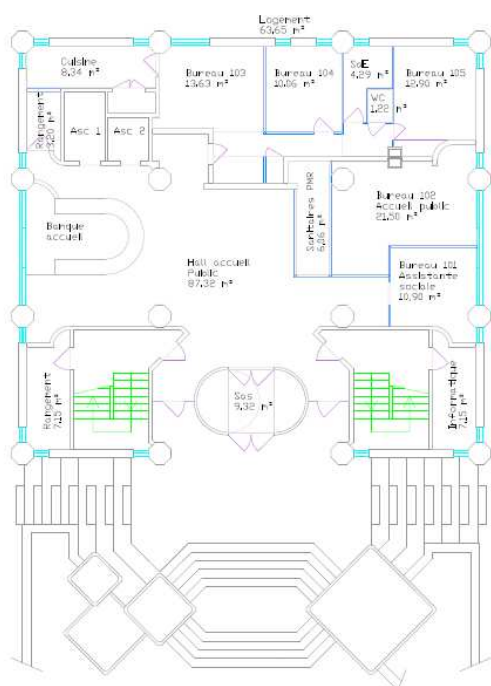 Logement
63.65 m²
Cuisine
8.34 m²
Bureau 103
13.63 m²
Bureau 104
10.06 m²
SdE
4.29 m²
Bureau 105
12.90 m²
WC
1.22 m²
Rangement
3.20 m²
Asc 1
Asc 2
Banque
accueil
Sanitaires PMR
6.06 m²
Bureau 102
Accueil public
21.50 m²
Hall accueil
Public
87.32 m²
Bureau 101
Assistante
sociale
10.90 m²
Rangement
7.15 m²
Sas
9.32 m²
Informatique
7.15 m²